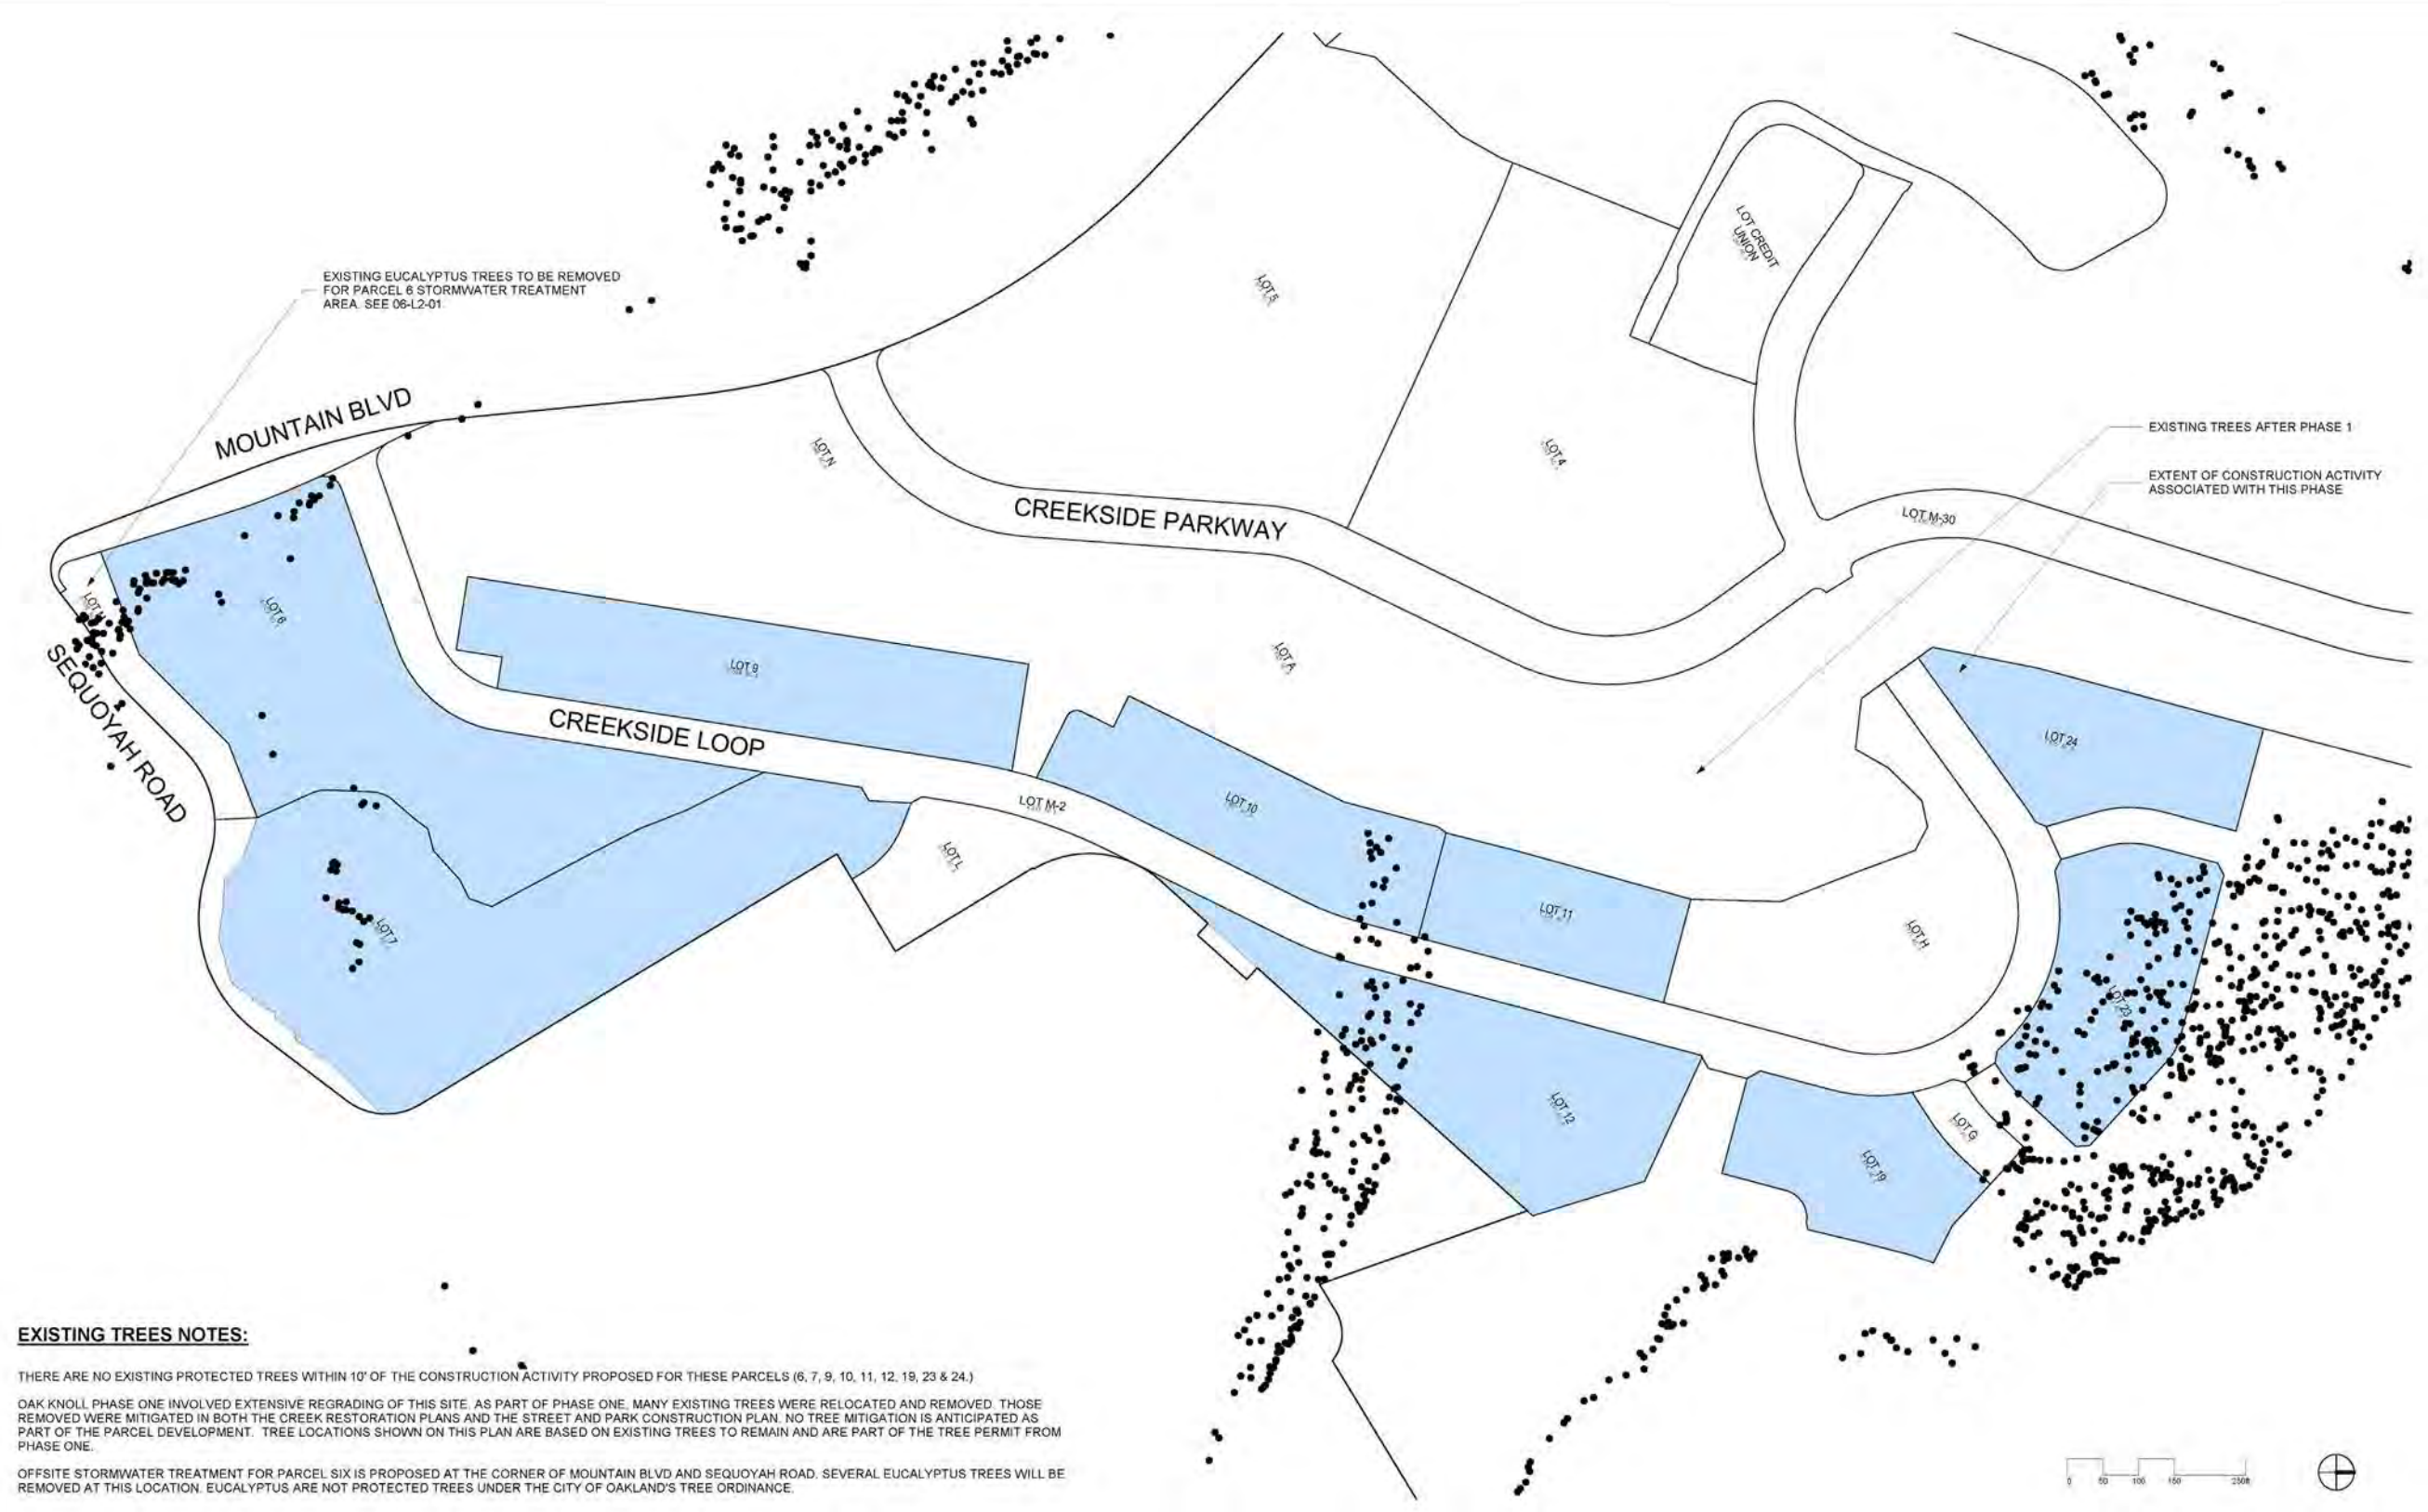 EXISTING EUCALYPTUS TREES TO BE REMOVED
FOR PARCEL 6 STORMWATER TREATMENT
AREA. SEE 06-L2-01
LOT CREDIT
UNION
LOT 5
MOUNTAIN BLVD
LOT N
LOT 4
EXISTING TREES AFTER PHASE 1
EXTENT OF CONSTRUCTION ACTIVITY
ASSOCIATED WITH THIS PHASE
CREEKSIDE PARKWAY
LOT M-30
LOT 6
SEQUOYAH ROAD
LOT 9
LOT A
CREEKSIDE LOOP
LOT 24
LOT M-2
LOT 10
LOT L
LOT 11
LOT 7
LOT H
LOT 23
LOT 12
LOT G
LOT 19
EXISTING TREES NOTES:
THERE ARE NO EXISTING PROTECTED TREES WITHIN 10' OF THE CONSTRUCTION ACTIVITY PROPOSED FOR THESE PARCELS (6, 7, 9, 10, 11, 12, 19, 23 & 24.)
OAK KNOLL PHASE ONE INVOLVED EXTENSIVE REGRADING OF THIS SITE. AS PART OF PHASE ONE, MANY EXISTING TREES WERE RELOCATED AND REMOVED. THOSE
REMOVED WERE MITIGATED IN BOTH THE CREEK RESTORATION PLANS AND THE STREET AND PARK CONSTRUCTION PLAN. NO TREE MITIGATION IS ANTICIPATED AS
PART OF THE PARCEL DEVELOPMENT. TREE LOCATIONS SHOWN ON THIS PLAN ARE BASED ON EXISTING TREES TO REMAIN AND ARE PART OF THE TREE PERMIT FROM
PHASE ONE.
OFFSITE STORMWATER TREATMENT FOR PARCEL SIX IS PROPOSED AT THE CORNER OF MOUNTAIN BLVD AND SEQUOYAH ROAD. SEVERAL EUCALYPTUS TREES WILL BE
REMOVED AT THIS LOCATION. EUCALYPTUS ARE NOT PROTECTED TREES UNDER THE CITY OF OAKLAND'S TREE ORDINANCE.
0 50 100 150 250ft